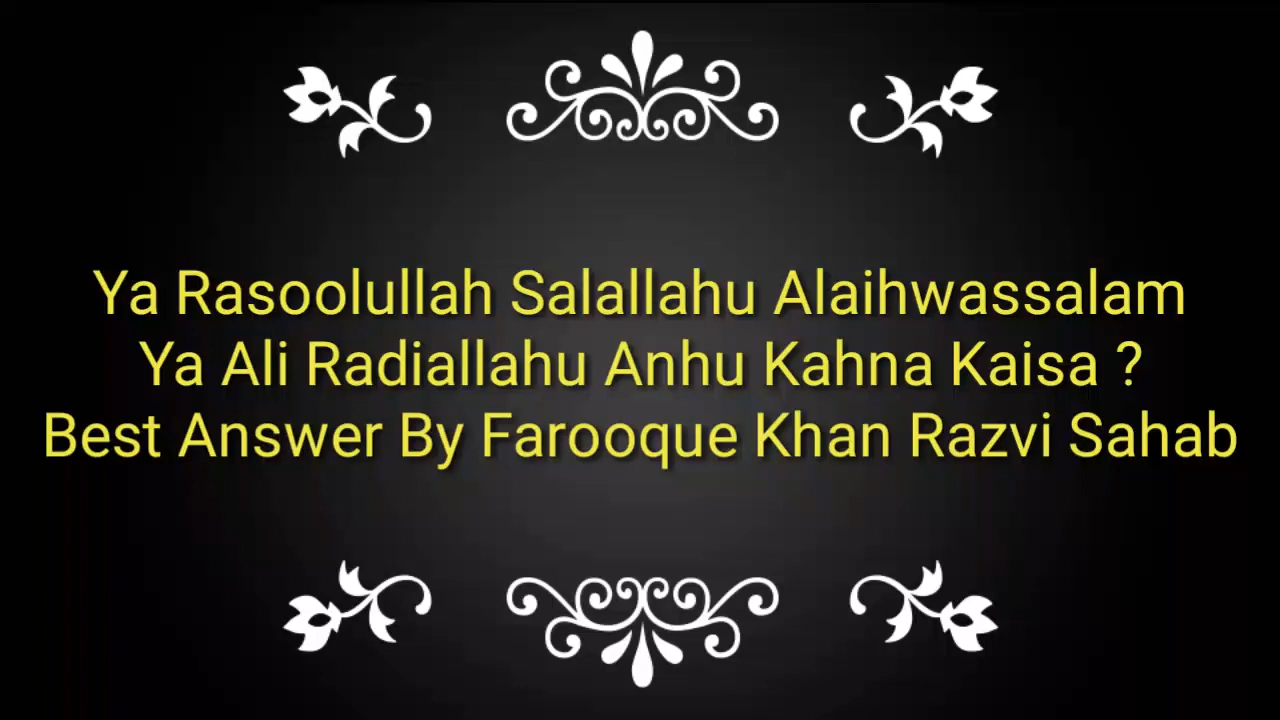 Ya Rasoolullah Salallahu Alaihwassalam
Ya Ali Radiallahu Anhu Kahna Kaisa ?
Best Answer By Farooque Khan Razvi Sahab